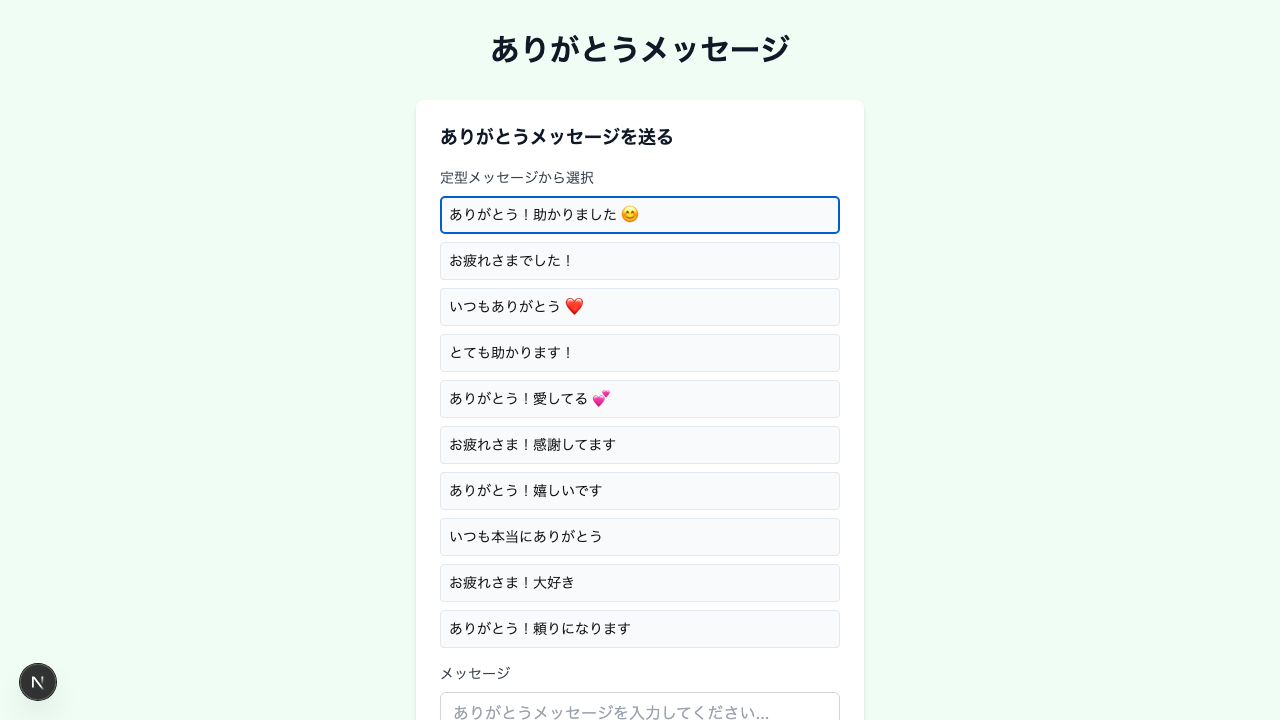 ありがとうメッセージ
ありがとうメッセージを送る
定型メッセージから選択
ありがとう！助かりました 😊
お疲れさまでした！
いつもありがとう ❤️
とても助かります！
ありがとう！愛してる 💕
お疲れさま！感謝してます
ありがとう！嬉しいです
いつも本当にありがとう
お疲れさま！大好き
ありがとう！頼りになります
メッセージ
ありがとうメッセージを入力してください...
N